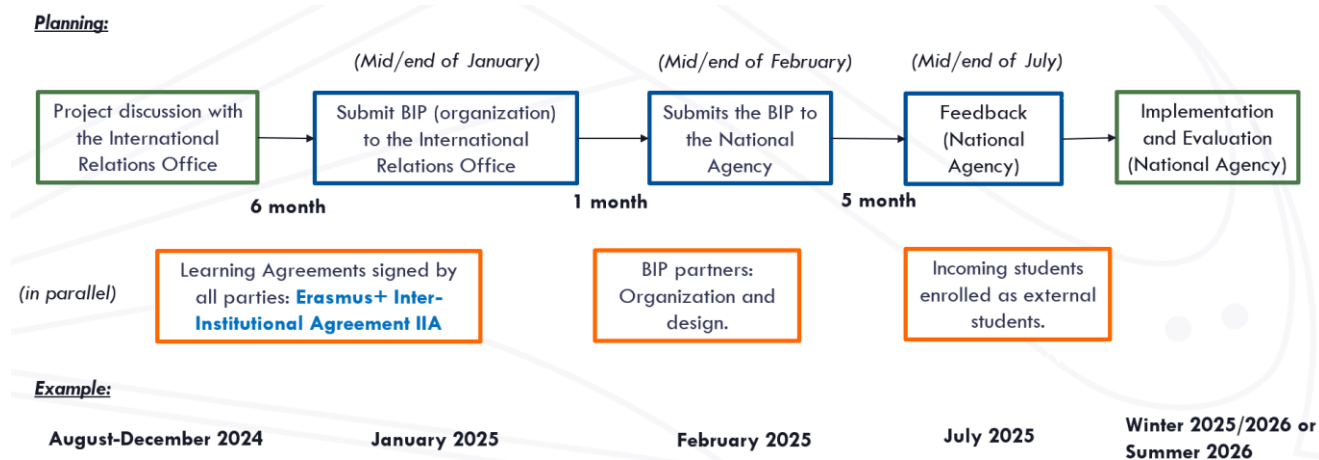 Planning:
(Mid/end of January)
(Mid/end of February)
(Mid/end of July)
Project discussion with
the International
Relations Office
Submit BIP (organization)
to the International
Relations Office
Submits the BIP to
the National
Agency
Feedback
(National
Agency)
Implementation
and Evaluation
(National Agency)
6 month
1 month
5 month
(in parallel)
Learning Agreements signed by
all parties: Erasmus+ Inter-
Institutional Agreement IIA
BIP partners:
Organization and
design.
Incoming students
enrolled as external
students.
Example:
August-December 2024
January 2025
February 2025
July 2025
Winter 2025/2026 or
Summer 2026